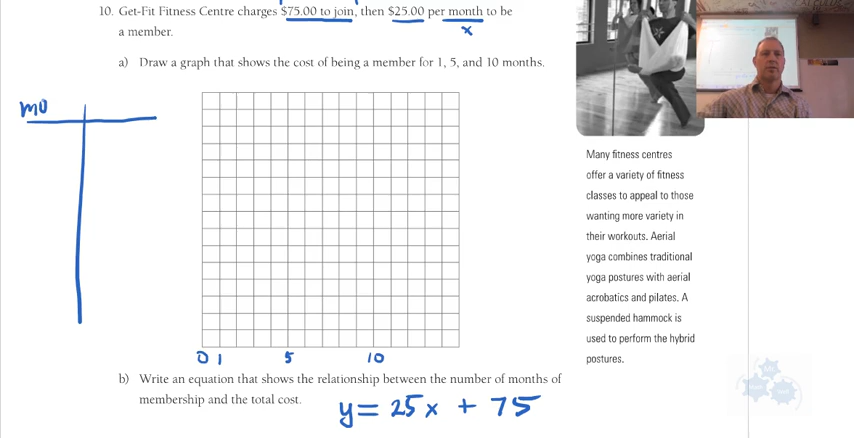 10. Get-Fit Fitness Centre charges $75.00 to join, then $25.00 per month to be
a member.
x
a) Draw a graph that shows the cost of being a member for 1, 5, and 10 months.
mo
0 1 5 10
b) Write an equation that shows the relationship between the number of months of
membership and the total cost.
y = 25x + 75
Many fitness centres
offer a variety of fitness
classes to appeal to those
wanting more variety in
their workouts. Aerial
yoga combines traditional
yoga postures with aerial
acrobatics and pilates. A
suspended hammock is
used to perform the hybrid
postures.